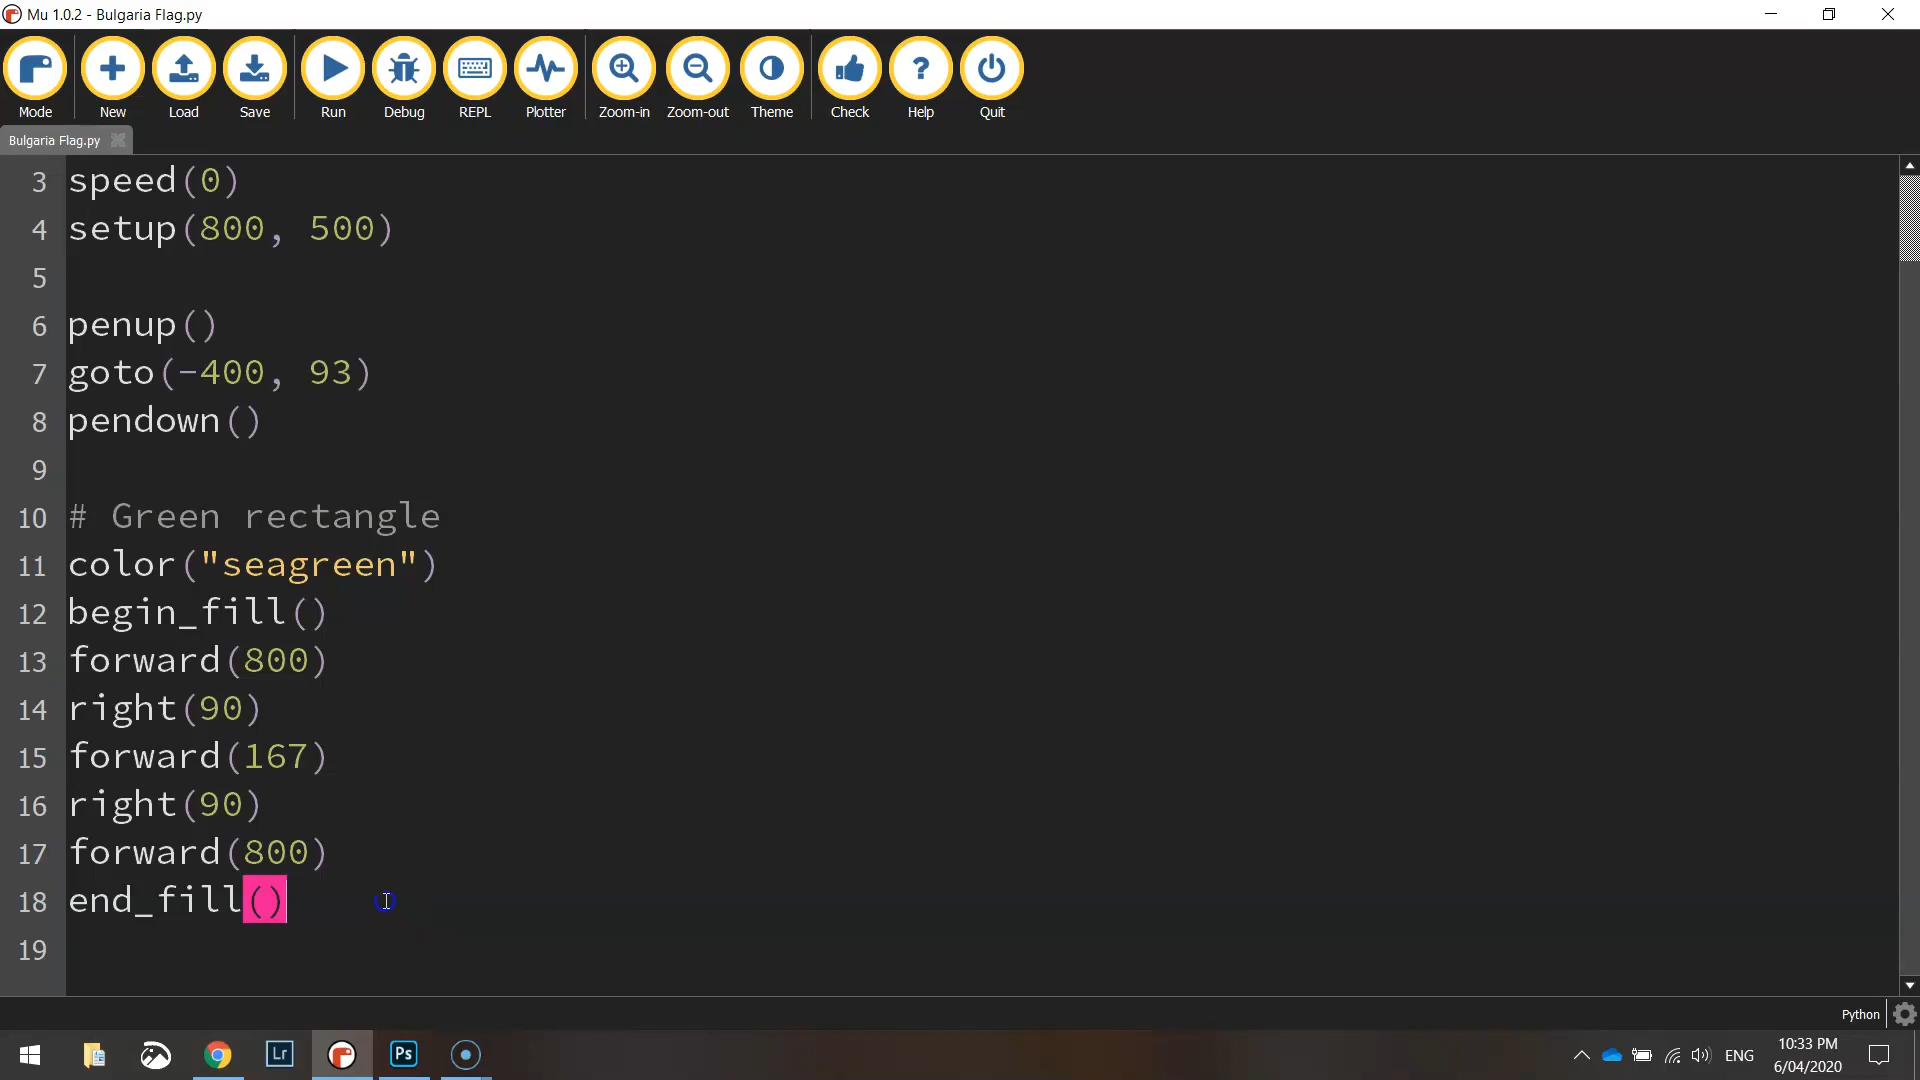 Mu 1.0.2 - Bulgaria Flag.py
Mode New Load Save Run Debug REPL Plotter Zoom-in Zoom-out Theme Check Help Quit
Bulgaria Flag.py
3 speed(0)
4 setup(800, 500)
5
6 penup()
7 goto(-400, 93)
8 pendown()
9
10 # Green rectangle
11 color("seagreen")
12 begin_fill()
13 forward(800)
14 right(90)
15 forward(167)
16 right(90)
17 forward(800)
18 end_fill()
19
Python
Lr Ps ENG 10:33 PM
6/04/2020